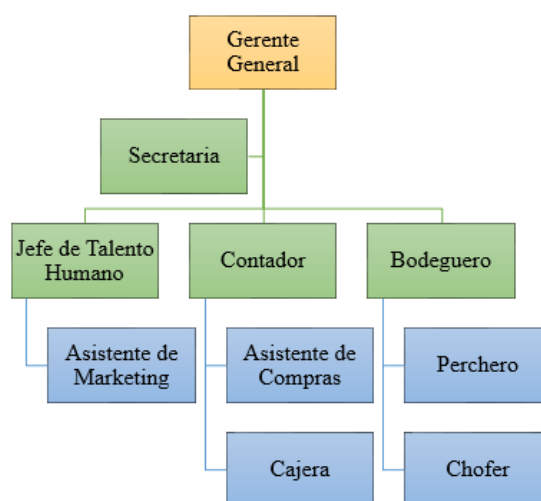 Gerente
General
Secretaria
Jefe de Talento
Humano
Contador
Bodeguero
Asistente de
Marketing
Asistente de
Compras
Perchero
Cajera
Chofer